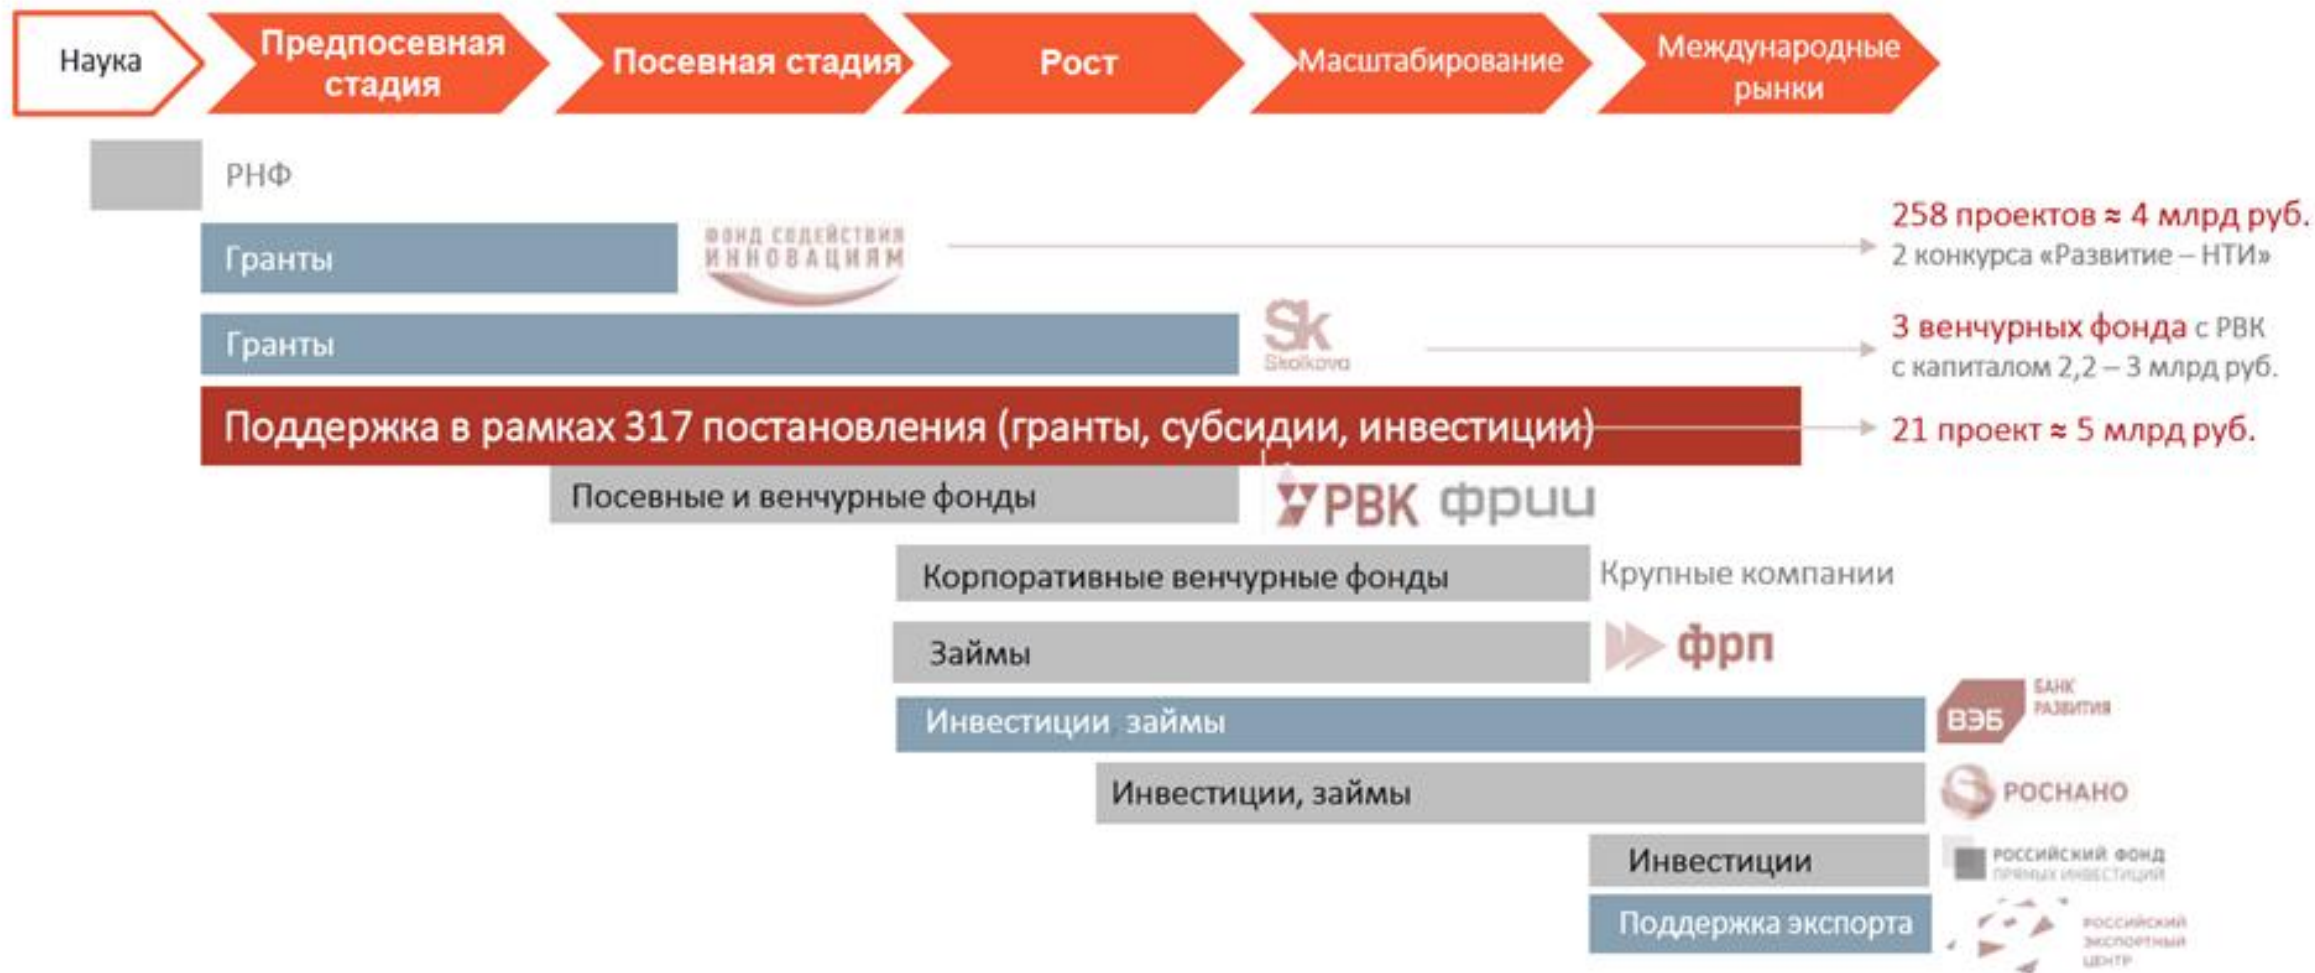 Наука
Предпосевная
стадия
Посевная стадия
Рост
Масштабирование
Международные
рынки
РНФ
Гранты
ФОНД СОДЕЙСТВИЯ
ИННОВАЦИЯМ
258 проектов ≈ 4 млрд руб.
2 конкурса «Развитие – НТИ»
Гранты
Sk
Skolkovo
3 венчурных фонда с РВК
с капиталом 2,2 – 3 млрд руб.
Поддержка в рамках 317 постановления (гранты, субсидии, инвестиции)
21 проект ≈ 5 млрд руб.
Посевные и венчурные фонды
РВК фрии
Корпоративные венчурные фонды
Крупные компании
Займы
фрп
Инвестиции, займы
ВЭБ
БАНК
РАЗВИТИЯ
Инвестиции, займы
РОСНАНО
Инвестиции
РОССИЙСКИЙ ФОНД
ПРЯМЫХ ИНВЕСТИЦИЙ
Поддержка экспорта
РОССИЙСКИЙ
ЭКСПОРТНЫЙ
ЦЕНТР